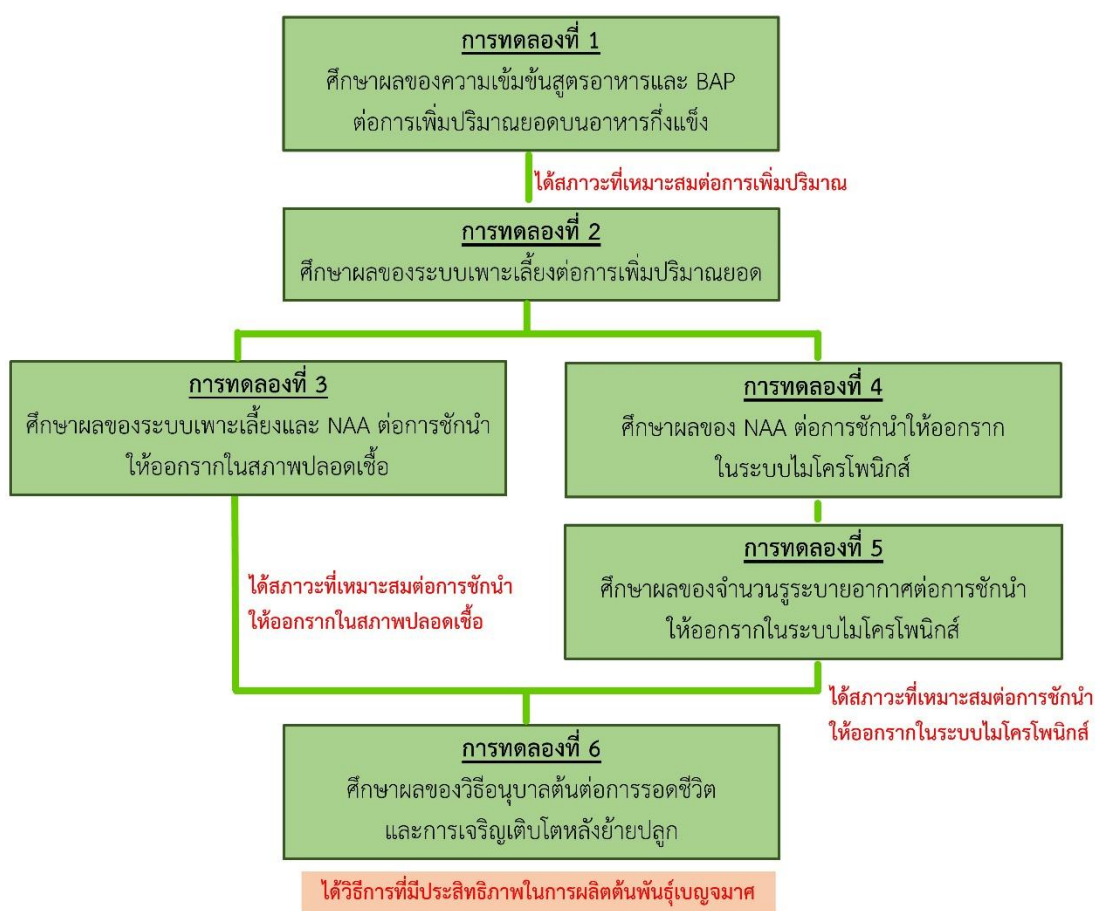 การทดลองที่ 1
ศึกษาผลของความเข้มข้นสูตรอาหารและ BAP
ต่อการเพิ่มปริมาณยอดบนอาหารกึ่งแข็ง
ได้สภาวะที่เหมาะสมต่อการเพิ่มปริมาณ
การทดลองที่ 2
ศึกษาผลของระบบเพาะเลี้ยงต่อการเพิ่มปริมาณยอด
การทดลองที่ 3
ศึกษาผลของระบบเพาะเลี้ยงและ NAA ต่อการชักนำ
ให้ออกรากในสภาพปลอดเชื้อ
ได้สภาวะที่เหมาะสมต่อการชักนำ
ให้ออกรากในสภาพปลอดเชื้อ
การทดลองที่ 4
ศึกษาผลของ NAA ต่อการชักนำให้ออกราก
ในระบบไมโครโพนิกส์
การทดลองที่ 5
ศึกษาผลของจำนวนรูระบายอากาศต่อการชักนำ
ให้ออกรากในระบบไมโครโพนิกส์
ได้สภาวะที่เหมาะสมต่อการชักนำ
ให้ออกรากในระบบไมโครโพนิกส์
การทดลองที่ 6
ศึกษาผลของวิธีอนุบาลต้นต่อการรอดชีวิต
และการเจริญเติบโตหลังย้ายปลูก
ได้วิธีการที่มีประสิทธิภาพในการผลิตต้นพันธุ์เบญจมาศ